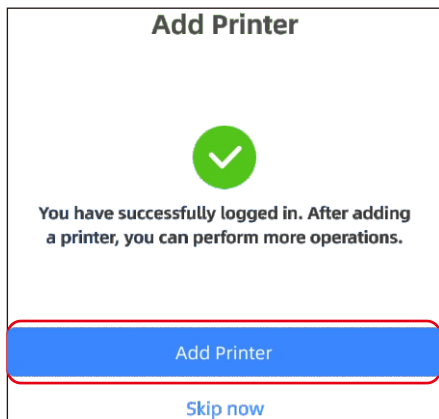 Add Printer
You have successfully logged in. After adding
a printer, you can perform more operations.
Add Printer
Skip now